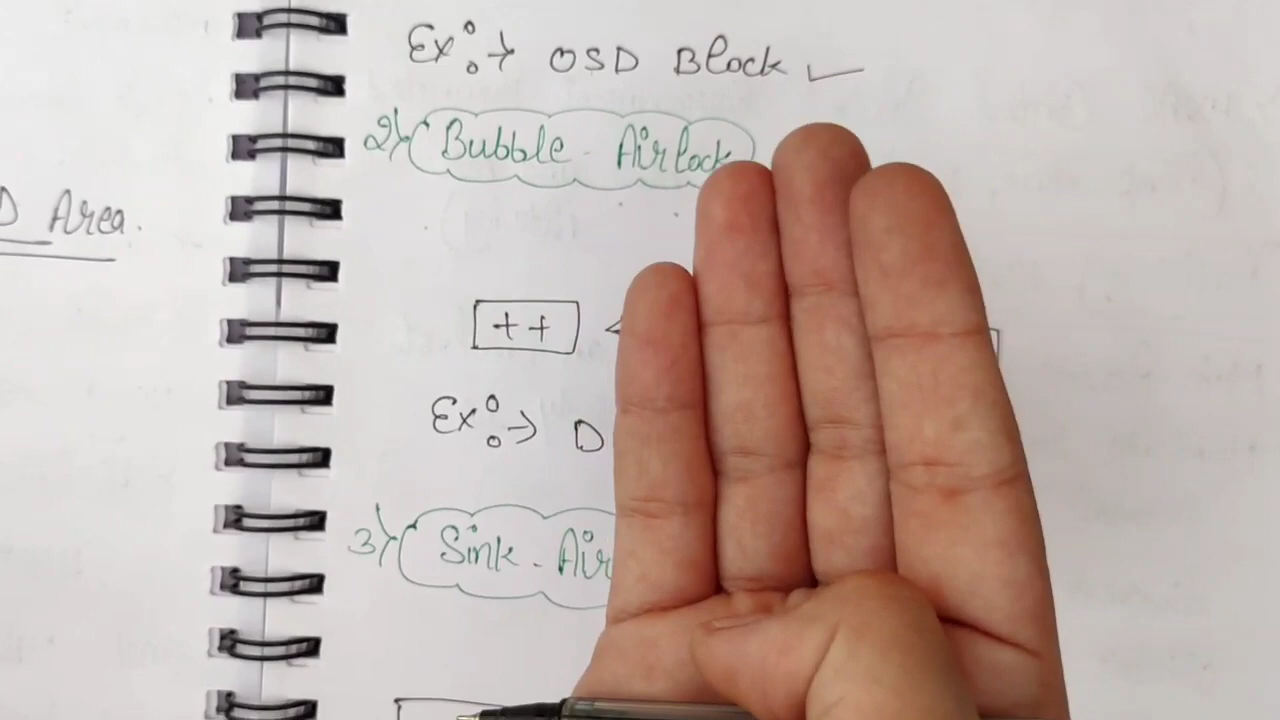 Ex:→ OSD Block ✓
2) Bubble - Airlock
D Area.
++
Ex:→ D
3) Sink - Air